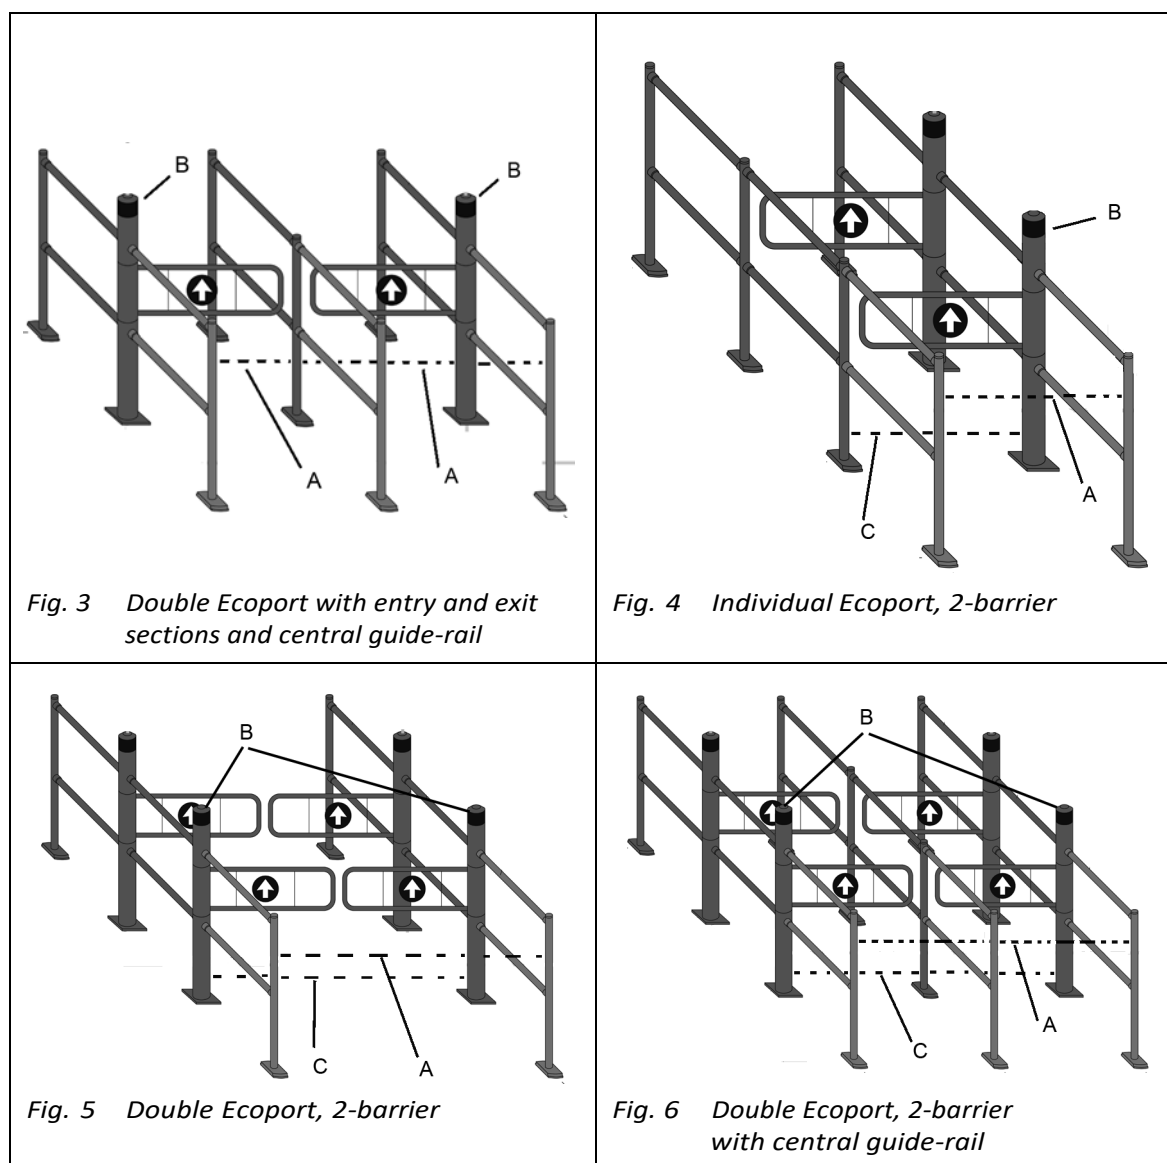 B
B
A
A
Fig. 3 Double Ecoport with entry and exit
sections and central guide-rail
B
A
C
Fig. 4 Individual Ecoport, 2-barrier
B
A
C
Fig. 5 Double Ecoport, 2-barrier
B
A
C
Fig. 6 Double Ecoport, 2-barrier
with central guide-rail